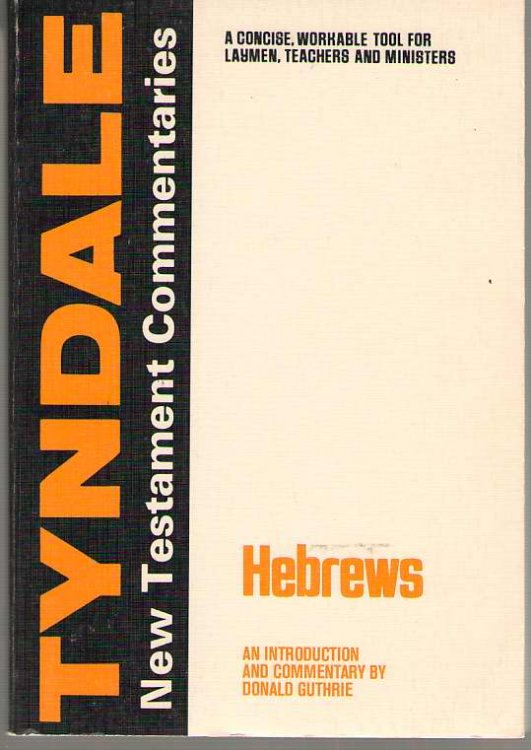 TYNDALE
New Testament Commentaries
A CONCISE, WORKABLE TOOL FOR
LAYMEN, TEACHERS AND MINISTERS
Hebrews
AN INTRODUCTION
AND COMMENTARY BY
DONALD GUTHRIE